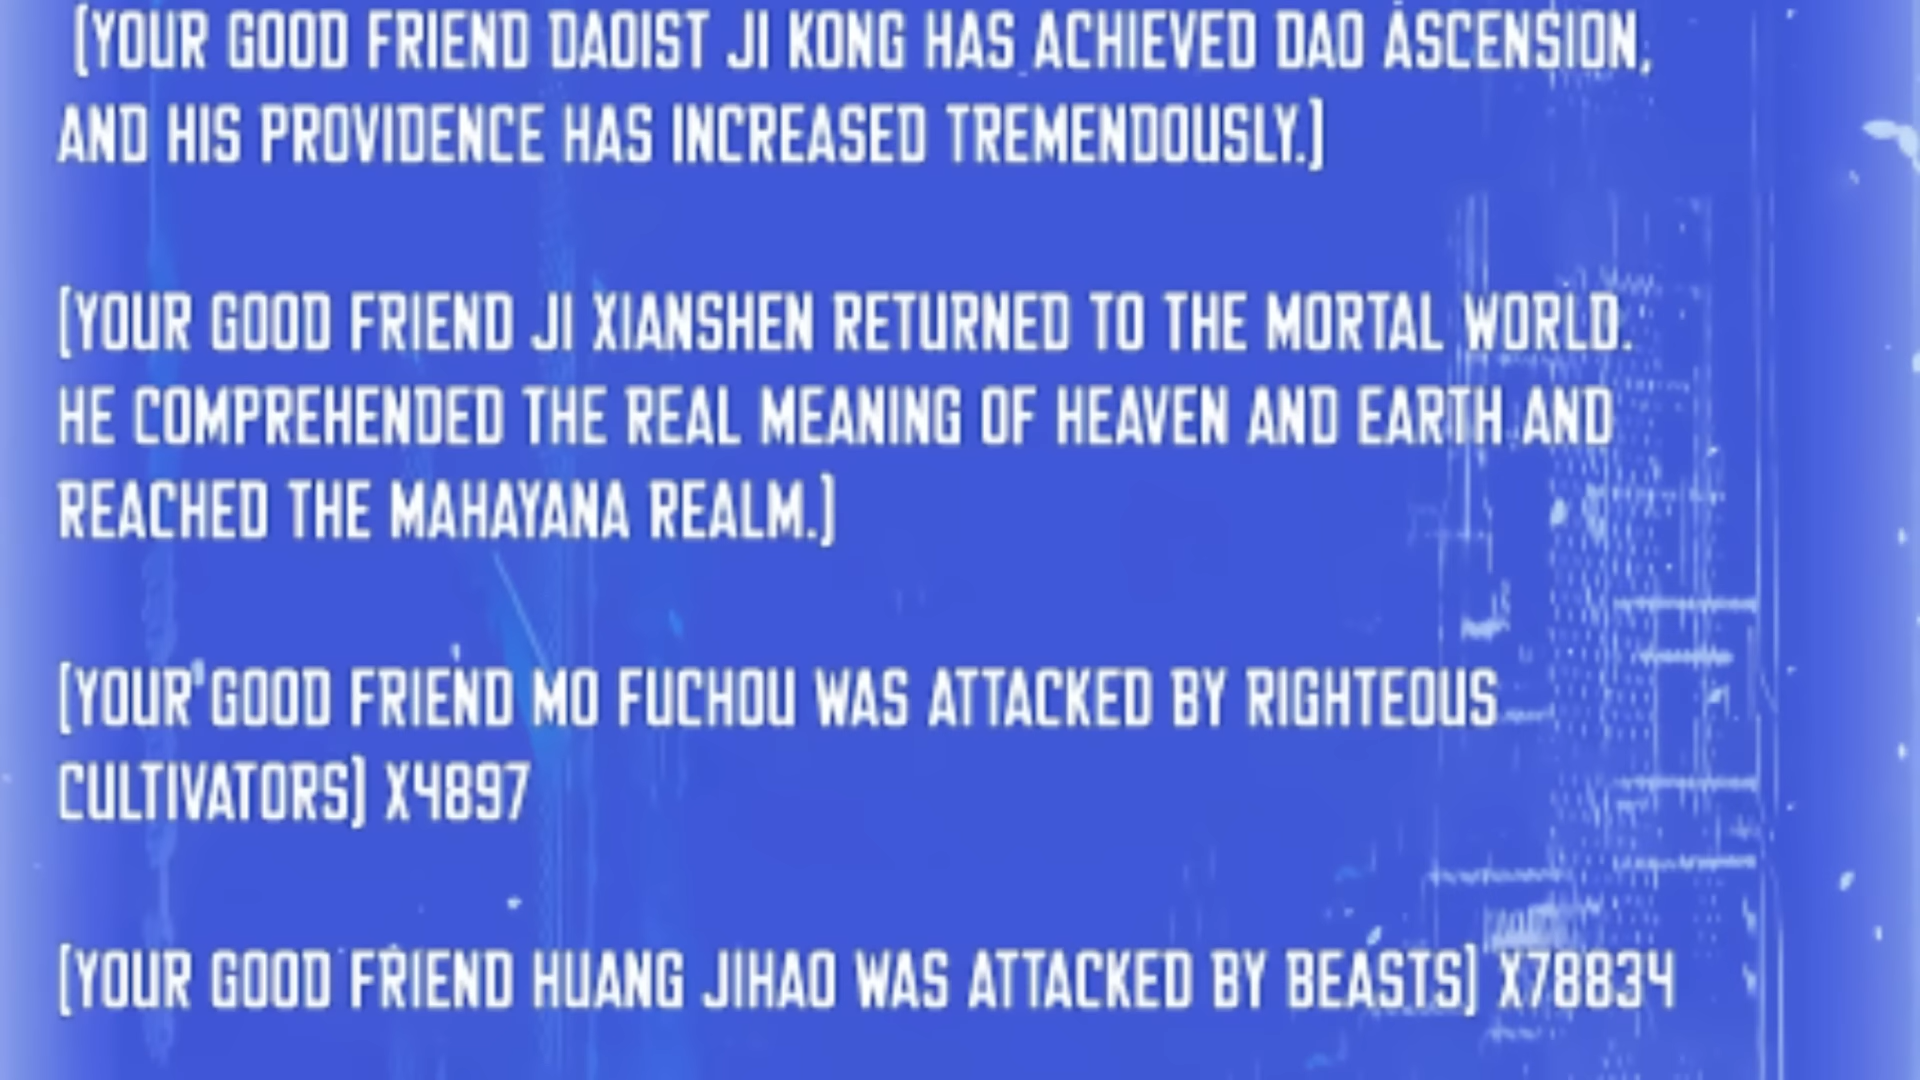 [YOUR GOOD FRIEND DAOIST JI KONG HAS ACHIEVED DAO ASCENSION,
AND HIS PROVIDENCE HAS INCREASED TREMENDOUSLY.]
[YOUR GOOD FRIEND JI XIANSHEN RETURNED TO THE MORTAL WORLD.
HE COMPREHENDED THE REAL MEANING OF HEAVEN AND EARTH AND
REACHED THE MAHAYANA REALM.]
[YOUR GOOD FRIEND MO FUCHOU WAS ATTACKED BY RIGHTEOUS
CULTIVATORS] X4897
[YOUR GOOD FRIEND HUANG JIHAO WAS ATTACKED BY BEASTS] X78834